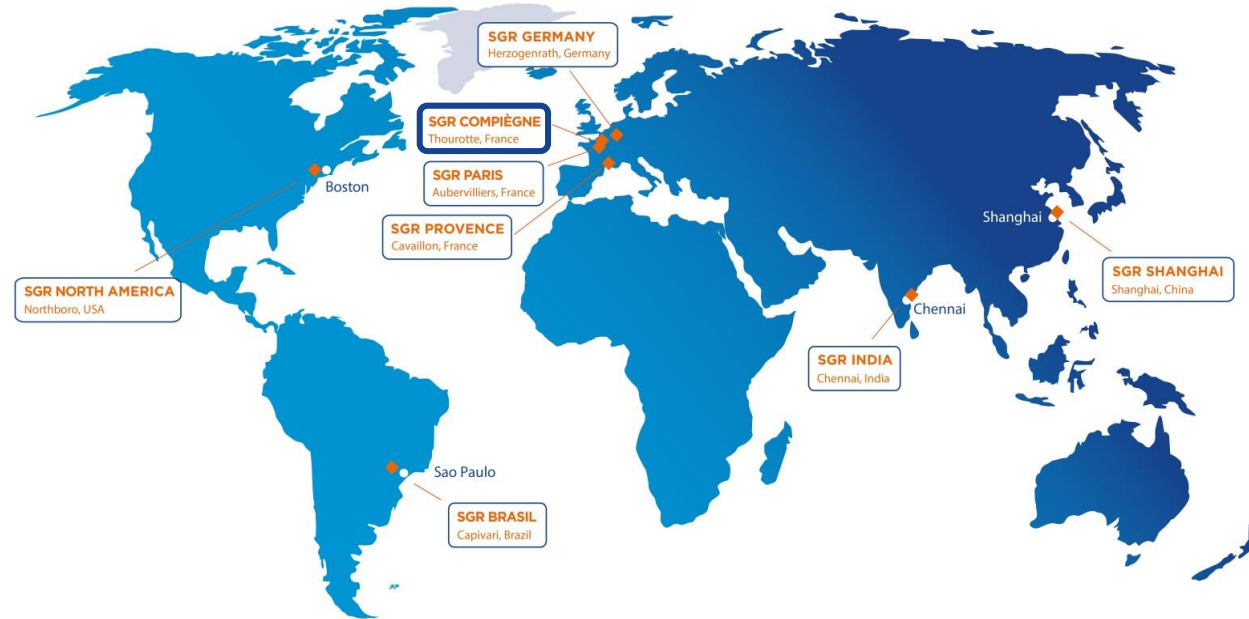 SGR GERMANY
Herzogenrath, Germany
SGR COMPIÈGNE
Thourotte, France
SGR PARIS
Aubervilliers, France
Boston
SGR PROVENCE
Cavaillon, France
Shanghai
SGR SHANGHAI
Shanghai, China
SGR NORTH AMERICA
Northboro, USA
Chennai
SGR INDIA
Chennai, India
Sao Paulo
SGR BRASIL
Capivari, Brazil